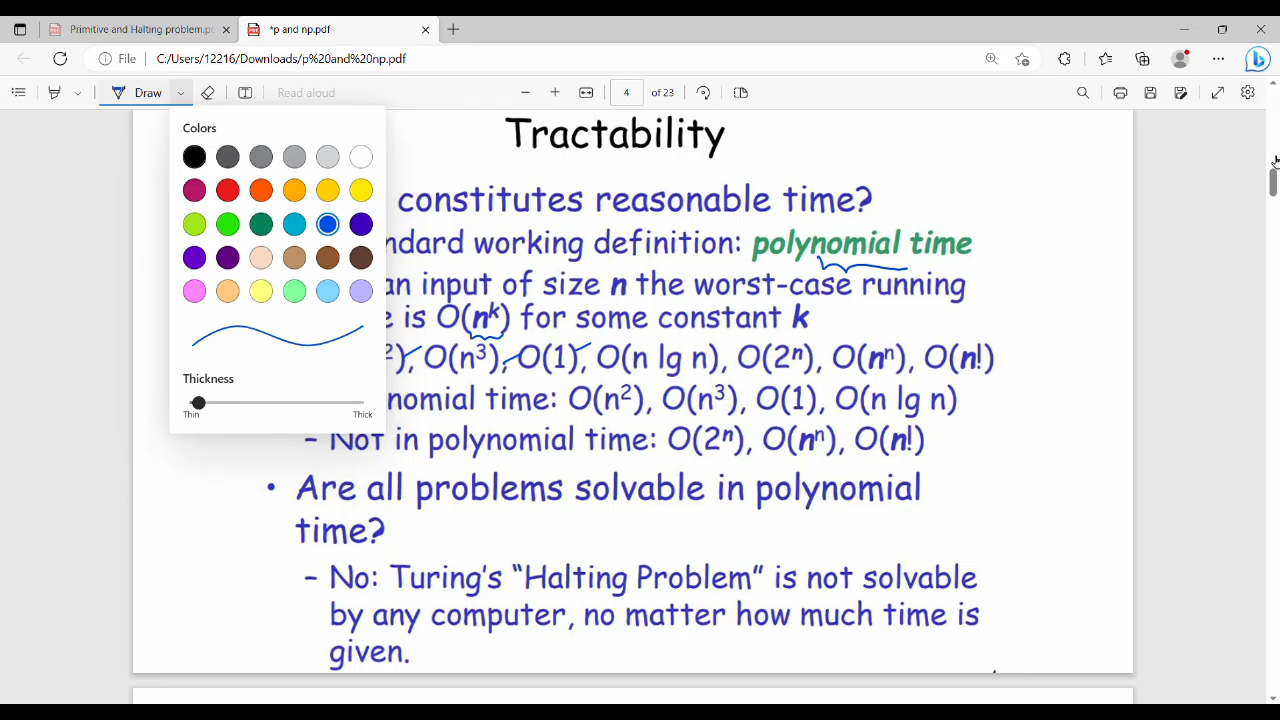 Primitive and Halting problem.pd
*p and np.pdf
File C:/Users/12216/Downloads/p%20and%20np.pdf
Draw Read aloud 4 of 23
Colors
Thickness
Thin Thick
Tractability
constitutes reasonable time?
ndard working definition: polynomial time
an input of size n the worst-case running
e is O(nᵏ) for some constant k
²), O(n³), O(1), O(n lg n), O(2ⁿ), O(nⁿ), O(n!)
nomial time: O(n²), O(n³), O(1), O(n lg n)
– Not in polynomial time: O(2ⁿ), O(nⁿ), O(n!)
• Are all problems solvable in polynomial
time?
– No: Turing's “Halting Problem” is not solvable
by any computer, no matter how much time is
given.